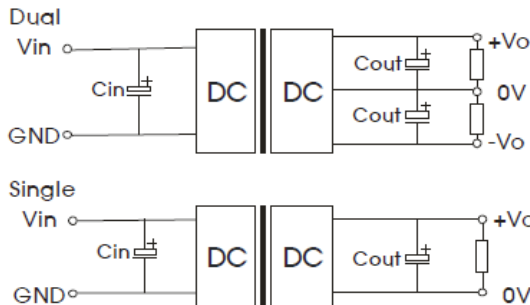 Dual
Vin
+Vo
Cin
+
DC
DC
Cout
+
0V
Cout
+
GND
-Vo
Single
Vin
+Vo
Cin
+
DC
DC
Cout
+
GND
0V